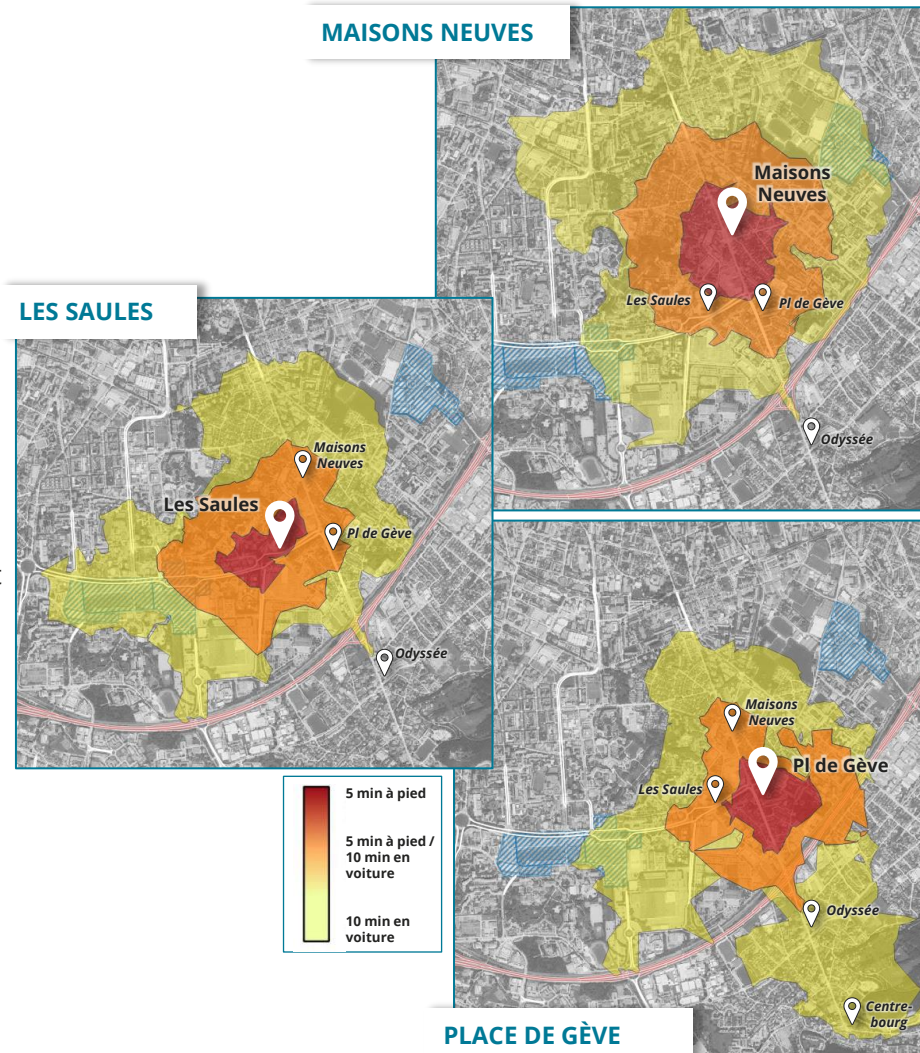 MAISONS NEUVES
Maisons
Neuves
Les Saules
Pl de Gève
Odyssée
LES SAULES
Maisons
Neuves
Les Saules
Pl de Gève
Odyssée
5 min à pied
5 min à pied /
10 min en
voiture
10 min en
voiture
Maisons
Neuves
Pl de Gève
Les Saules
Odyssée
Centre-
bourg
PLACE DE GÈVE